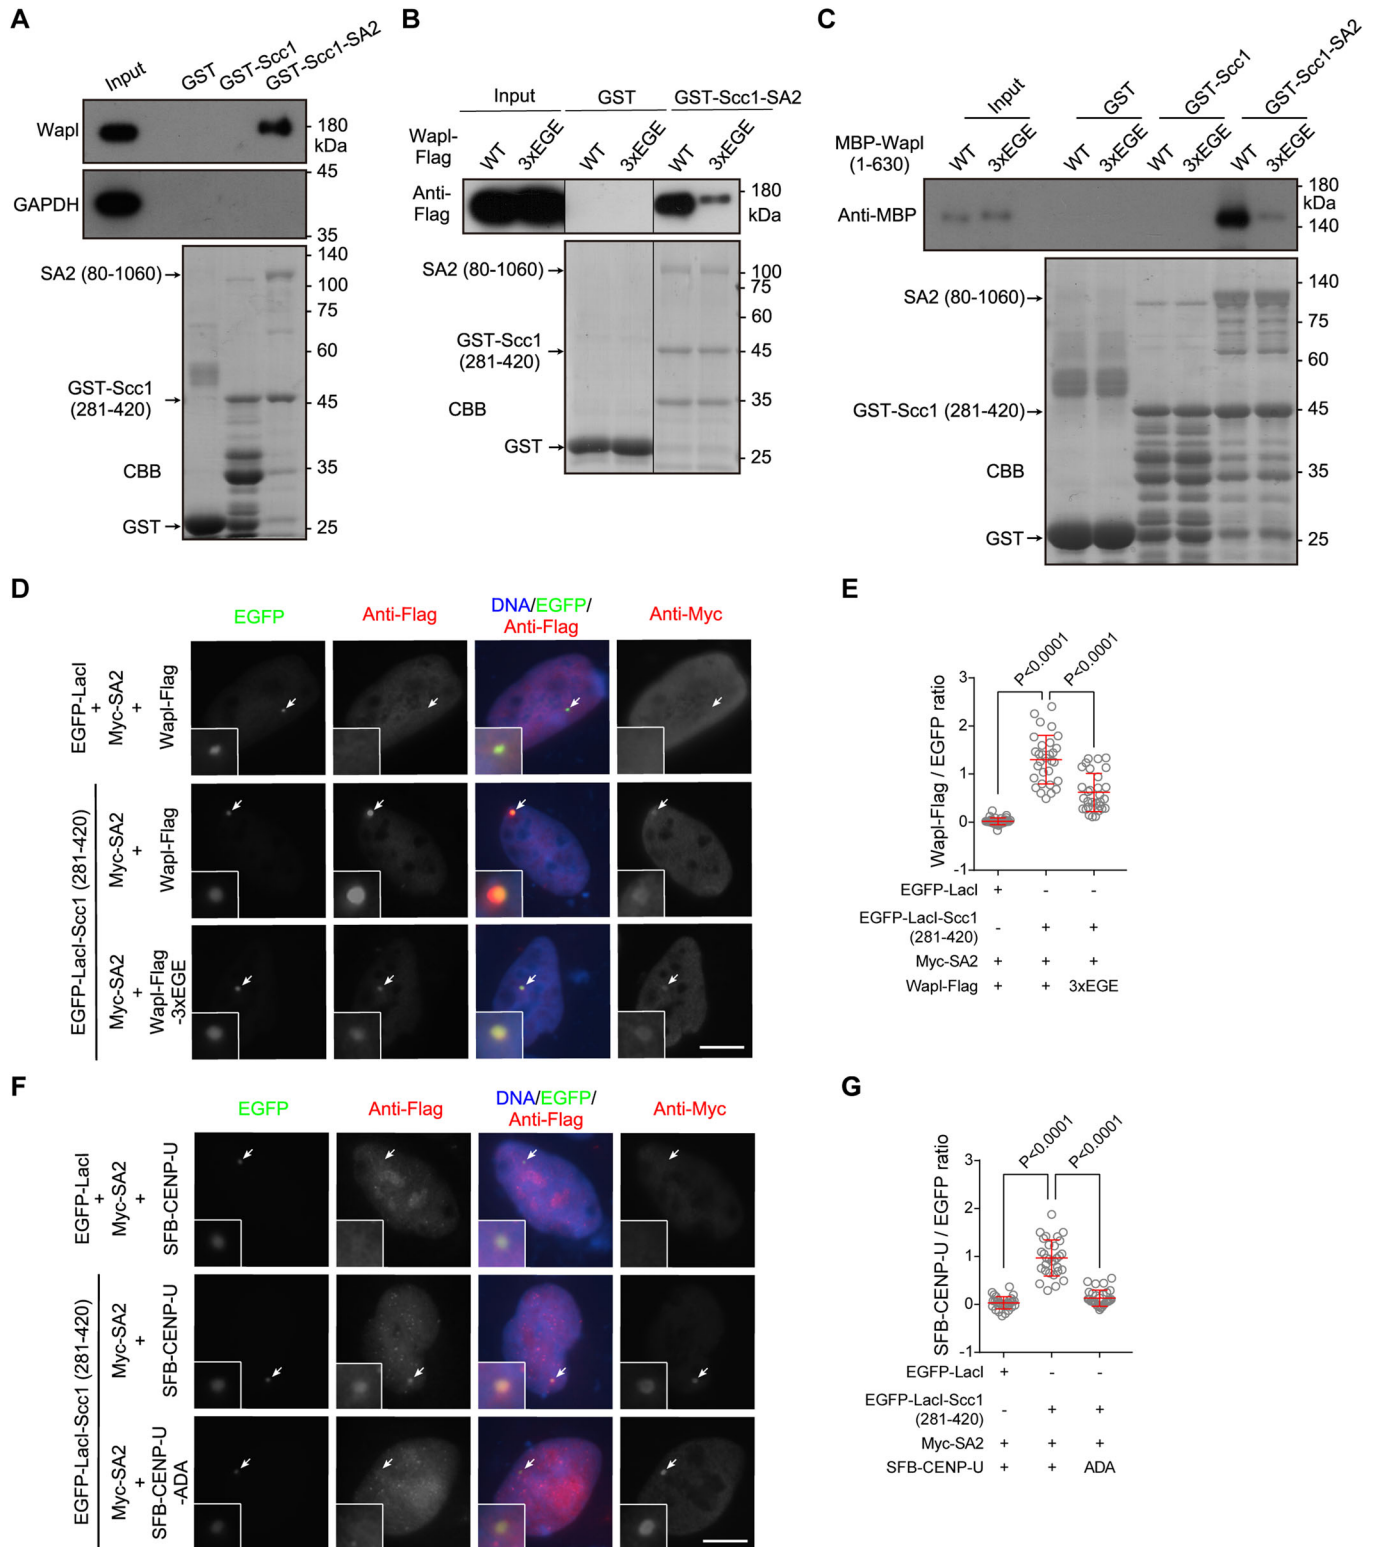 A
Input
GST
GST-Scc1
GST-Scc1-SA2
Wapl
180
kDa
45
GAPDH
35
140
SA2 (80-1060)
100
75
60
GST-Scc1
(281-420)
45
CBB
35
GST
25
B
Input
GST
GST-Scc1-SA2
Wapl-
Flag
WT
3xEGE
WT
3xEGE
WT
3xEGE
Anti-
Flag
180
kDa
SA2 (80-1060)
100
75
60
GST-Scc1
(281-420)
45
CBB
35
GST
25
C
Input
GST
GST-Scc1
GST-Scc1-SA2
MBP-Wapl
(1-630)
WT
3xEGE
WT
3xEGE
WT
3xEGE
WT
3xEGE
180
kDa
Anti-MBP
140
140
SA2 (80-1060)
75
60
GST-Scc1 (281-420)
45
CBB
35
GST
25
D
EGFP
Anti-Flag
DNA/EGFP/
Anti-Flag
Anti-Myc
EGFP-LacI
+
Myc-SA2
+
Wapl-Flag
EGFP-LacI-Scc1 (281-420)
Myc-SA2
+
Wapl-Flag
Myc-SA2
+
Wapl-Flag
-3xEGE
E
P<0.0001
P<0.0001
Wapl-Flag / EGFP ratio
3
2
1
0
-1
EGFP-LacI + - -
EGFP-LacI-Scc1
(281-420) - + +
Myc-SA2 + + +
Wapl-Flag + + 3xEGE
F
EGFP
Anti-Flag
DNA/EGFP/
Anti-Flag
Anti-Myc
EGFP-LacI
+
Myc-SA2
+
SFB-CENP-U
EGFP-LacI-Scc1 (281-420)
Myc-SA2
+
SFB-CENP-U
Myc-SA2
+
SFB-CENP-U
-ADA
G
P<0.0001
P<0.0001
SFB-CENP-U / EGFP ratio
3
2
1
0
-1
EGFP-LacI + - -
EGFP-LacI-Scc1
(281-420) - + +
Myc-SA2 + + +
SFB-CENP-U + + ADA